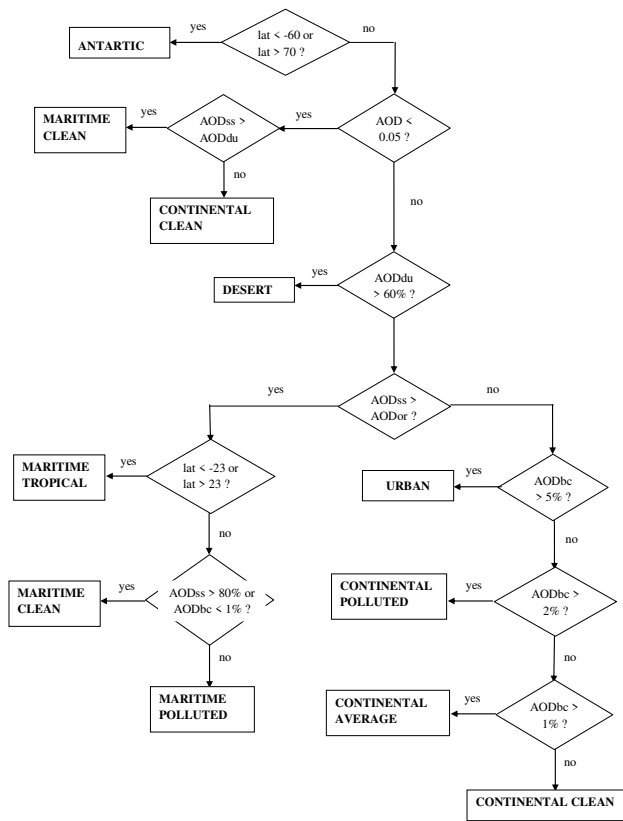 yes
lat < -60 or
lat > 70 ?
no
ANTARTIC
MARITIME
CLEAN
yes
AODss >
AODdu
yes
AOD <
0.05 ?
no
CONTINENTAL
CLEAN
no
DESERT
yes
AODdu
> 60% ?
yes
AODss >
AODor ?
no
MARITIME
TROPICAL
yes
lat < -23 or
lat > 23 ?
URBAN
yes
AODbc
> 5% ?
no
no
MARITIME
CLEAN
yes
AODss > 80% or
AODbc < 1% ?
CONTINENTAL
POLLUTED
yes
AODbc >
2% ?
no
no
MARITIME
POLLUTED
CONTINENTAL
AVERAGE
yes
AODbc >
1% ?
no
CONTINENTAL CLEAN